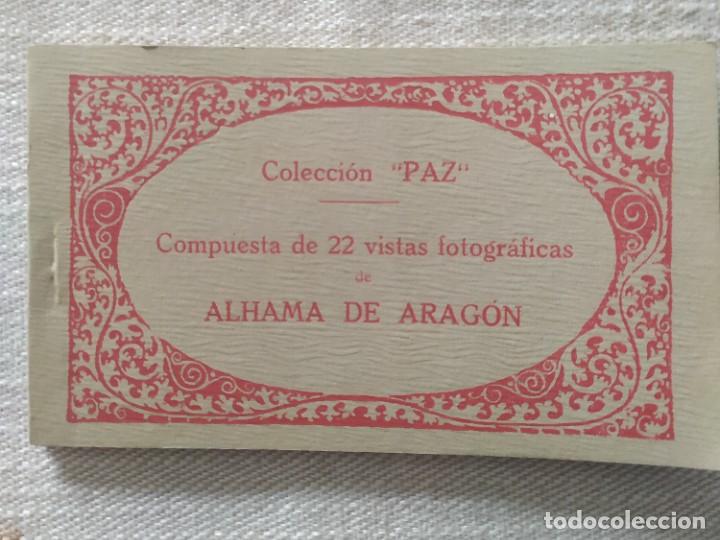 Colección "PAZ"
Compuesta de 22 vistas fotográficas
de
ALHAMA DE ARAGÓN
todocoleccion